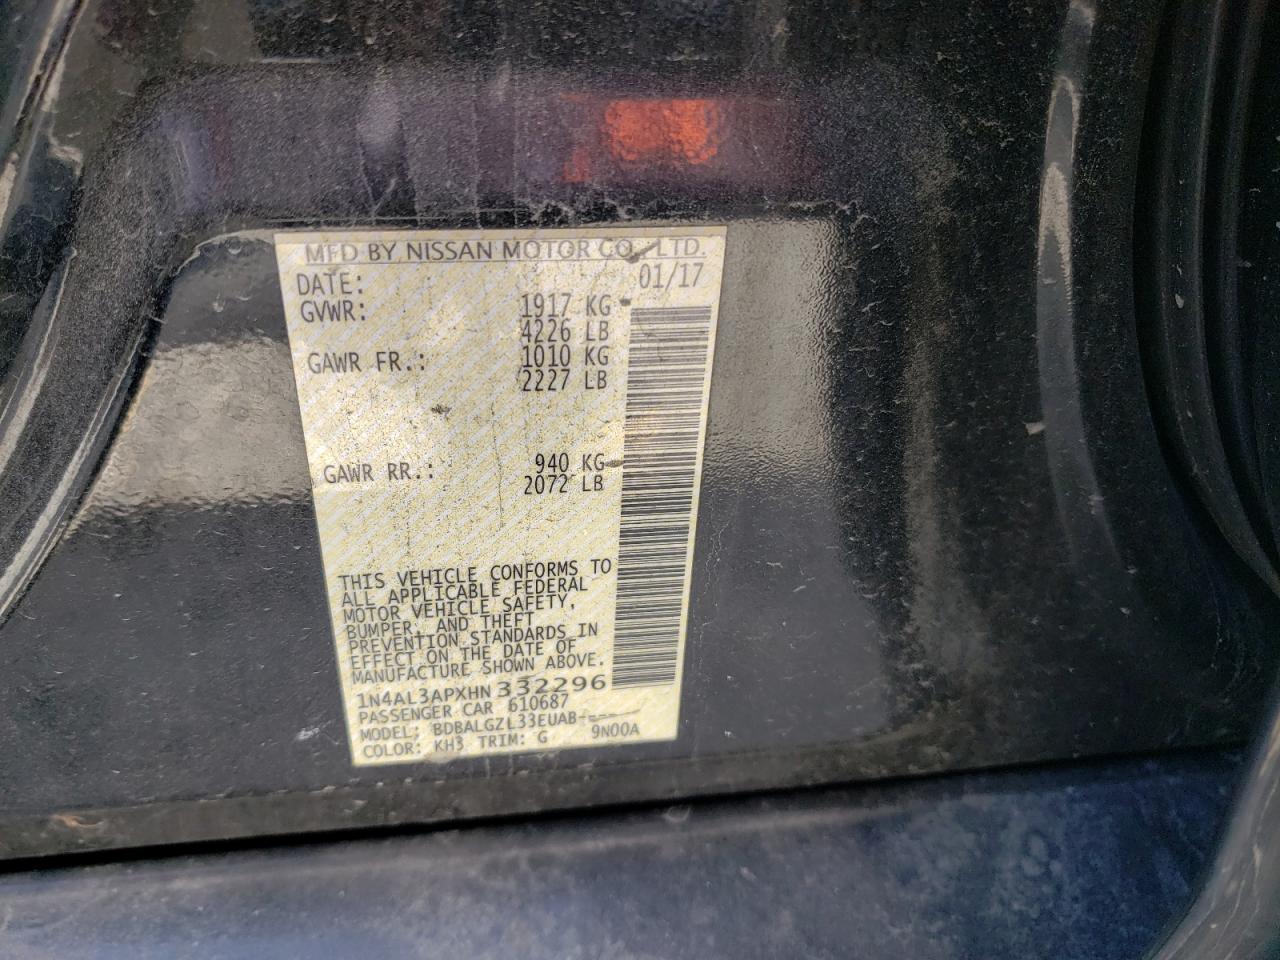 MFD BY NISSAN MOTOR CO., LTD.
DATE: 01/17
GVWR: 1917 KG
4226 LB
GAWR FR.: 1010 KG
2227 LB
GAWR RR.: 940 KG
2072 LB
THIS VEHICLE CONFORMS TO
ALL APPLICABLE FEDERAL
MOTOR VEHICLE SAFETY,
BUMPER, AND THEFT
PREVENTION STANDARDS IN
EFFECT ON THE DATE OF
MANUFACTURE SHOWN ABOVE.
1N4AL3APXHN332296
PASSENGER CAR 610687
MODEL: BDBALGZL33EUAB-----
COLOR: KH3 TRIM: G 9N00A